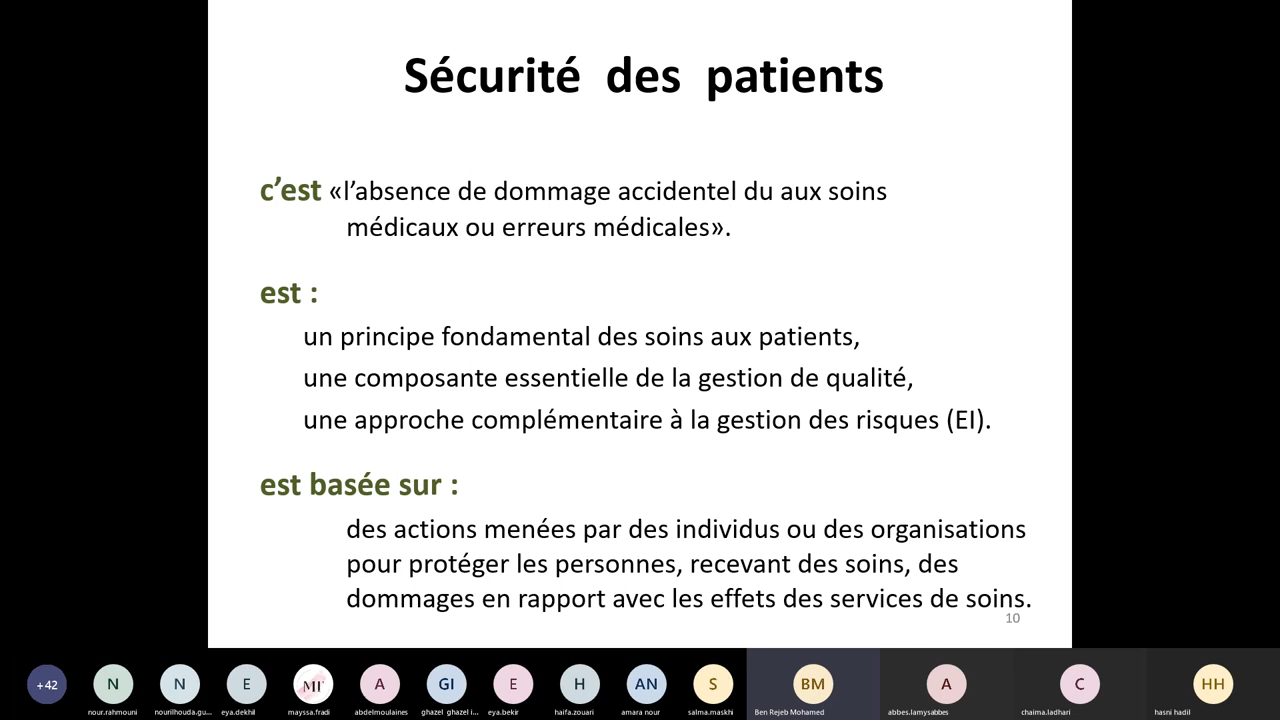 Sécurité des patients
c’est «l’absence de dommage accidentel du aux soins
médicaux ou erreurs médicales».
est :
un principe fondamental des soins aux patients,
une composante essentielle de la gestion de qualité,
une approche complémentaire à la gestion des risques (EI).
est basée sur :
des actions menées par des individus ou des organisations
pour protéger les personnes, recevant des soins, des
dommages en rapport avec les effets des services de soins.
10
+42 N N E MF A GI E H AN S BM A C HH
nour.rahmouni nourilhouda.gu... eya.dekhil mayssa.fradi abdelmoulaines ghazel ghazel i... eya.bekir haifa.zouari amara nour salma.maskhi Ben Rejeb Mohamed abbes.lamysabbes chaima.ladhari hasni hadil